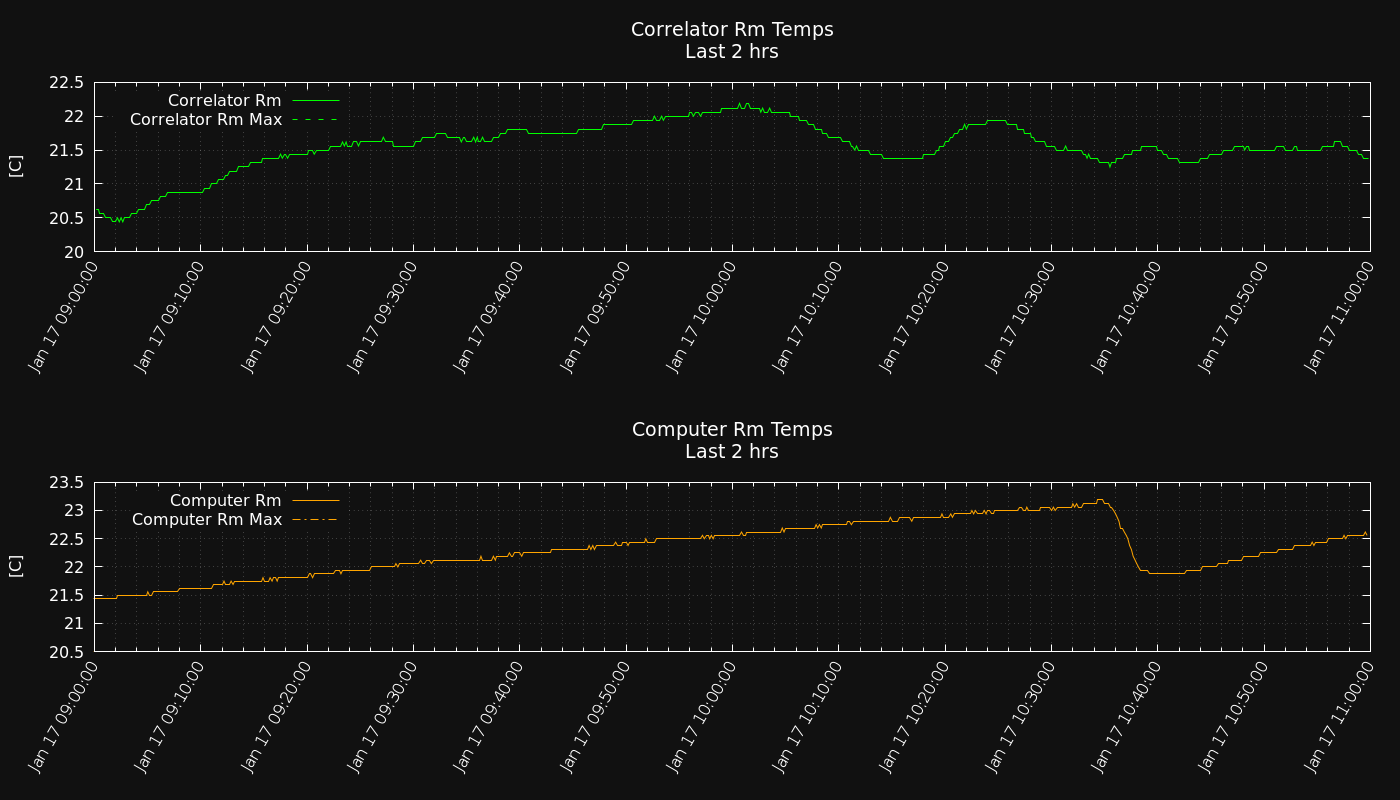 Correlator Rm Temps
Last 2 hrs
22.5
22
21.5
21
20.5
20
[C]
Correlator Rm
Correlator Rm Max
Jan 17 09:00:00
Jan 17 09:10:00
Jan 17 09:20:00
Jan 17 09:30:00
Jan 17 09:40:00
Jan 17 09:50:00
Jan 17 10:00:00
Jan 17 10:10:00
Jan 17 10:20:00
Jan 17 10:30:00
Jan 17 10:40:00
Jan 17 10:50:00
Jan 17 11:00:00
Computer Rm Temps
Last 2 hrs
23.5
23
22.5
22
21.5
21
20.5
[C]
Computer Rm
Computer Rm Max
Jan 17 09:00:00
Jan 17 09:10:00
Jan 17 09:20:00
Jan 17 09:30:00
Jan 17 09:40:00
Jan 17 09:50:00
Jan 17 10:00:00
Jan 17 10:10:00
Jan 17 10:20:00
Jan 17 10:30:00
Jan 17 10:40:00
Jan 17 10:50:00
Jan 17 11:00:00